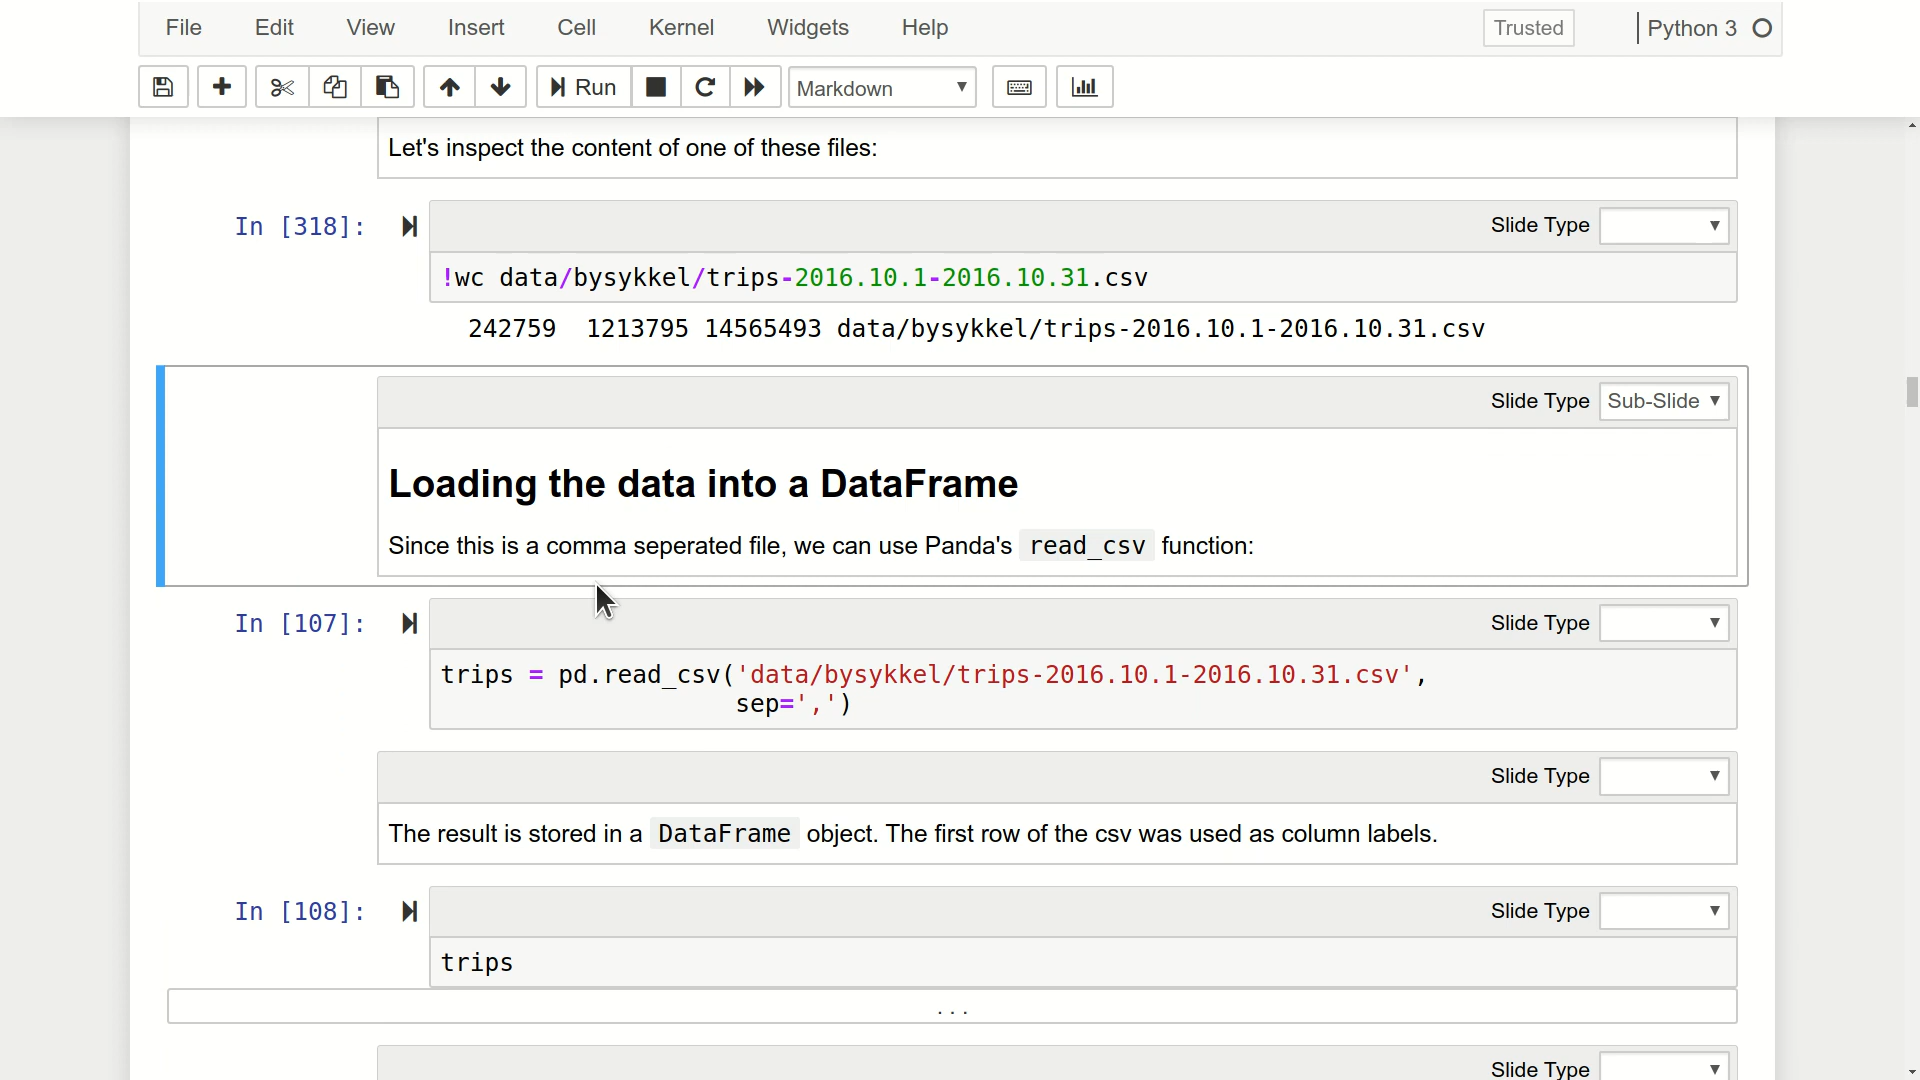 File Edit View Insert Cell Kernel Widgets Help Trusted Python 3
Run Markdown
Let's inspect the content of one of these files:
In [318]: Slide Type
!wc data/bysykkel/trips-2016.10.1-2016.10.31.csv
242759 1213795 14565493 data/bysykkel/trips-2016.10.1-2016.10.31.csv
Slide Type Sub-Slide
Loading the data into a DataFrame
Since this is a comma seperated file, we can use Panda's read_csv function:
In [107]: Slide Type
trips = pd.read_csv('data/bysykkel/trips-2016.10.1-2016.10.31.csv',
sep=',')
Slide Type
The result is stored in a DataFrame object. The first row of the csv was used as column labels.
In [108]: Slide Type
trips
...
Slide Type